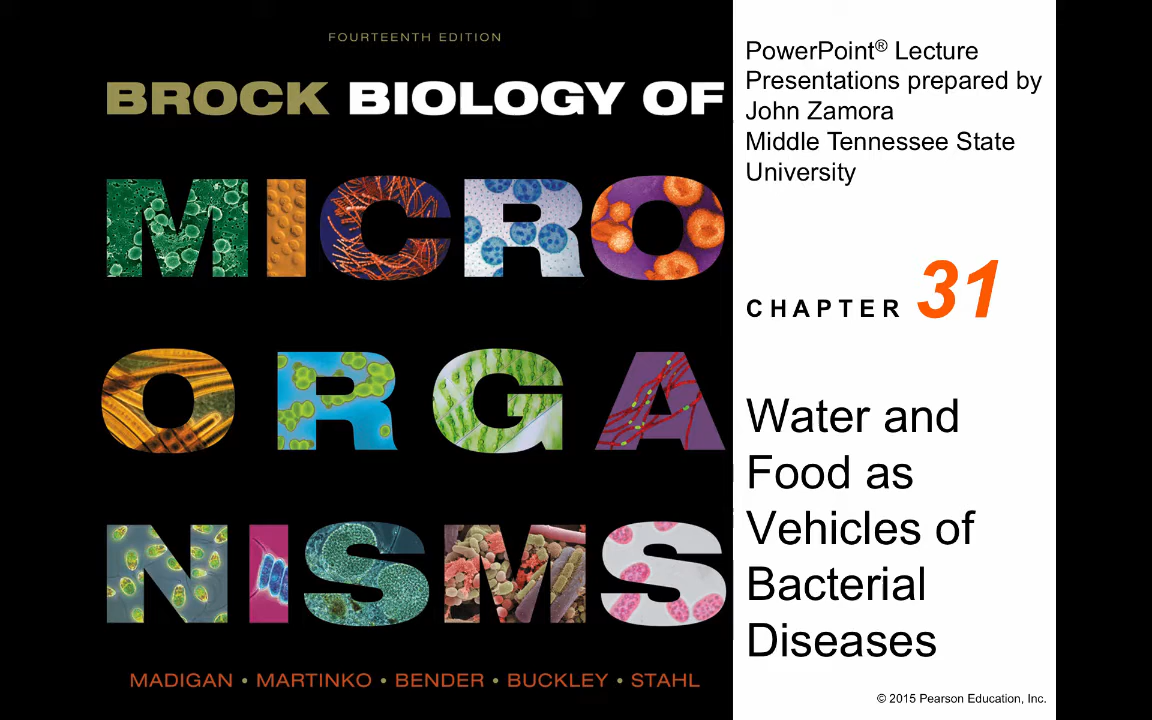 FOURTEENTH EDITION
BROCK BIOLOGY OF
MICRO
ORGA
NISMS
MADIGAN • MARTINKO • BENDER • BUCKLEY • STAHL
PowerPoint® Lecture
Presentations prepared by
John Zamora
Middle Tennessee State
University
CHAPTER 31
Water and
Food as
Vehicles of
Bacterial
Diseases
© 2015 Pearson Education, Inc.